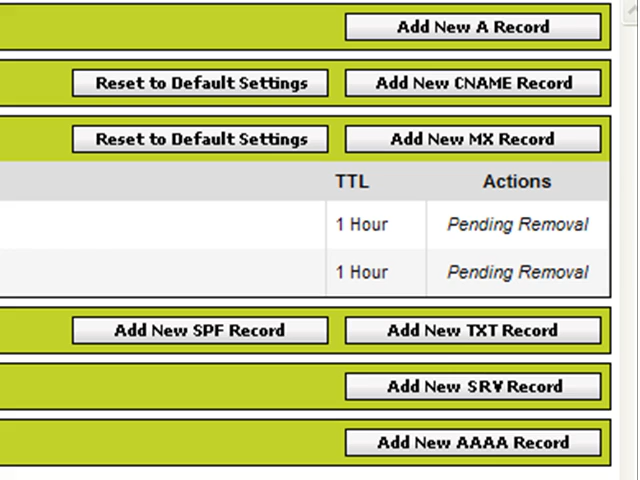 Add New A Record
Reset to Default Settings Add New CNAME Record
Reset to Default Settings Add New MX Record
TTL Actions
1 Hour Pending Removal
1 Hour Pending Removal
Add New SPF Record Add New TXT Record
Add New SRV Record
Add New AAAA Record